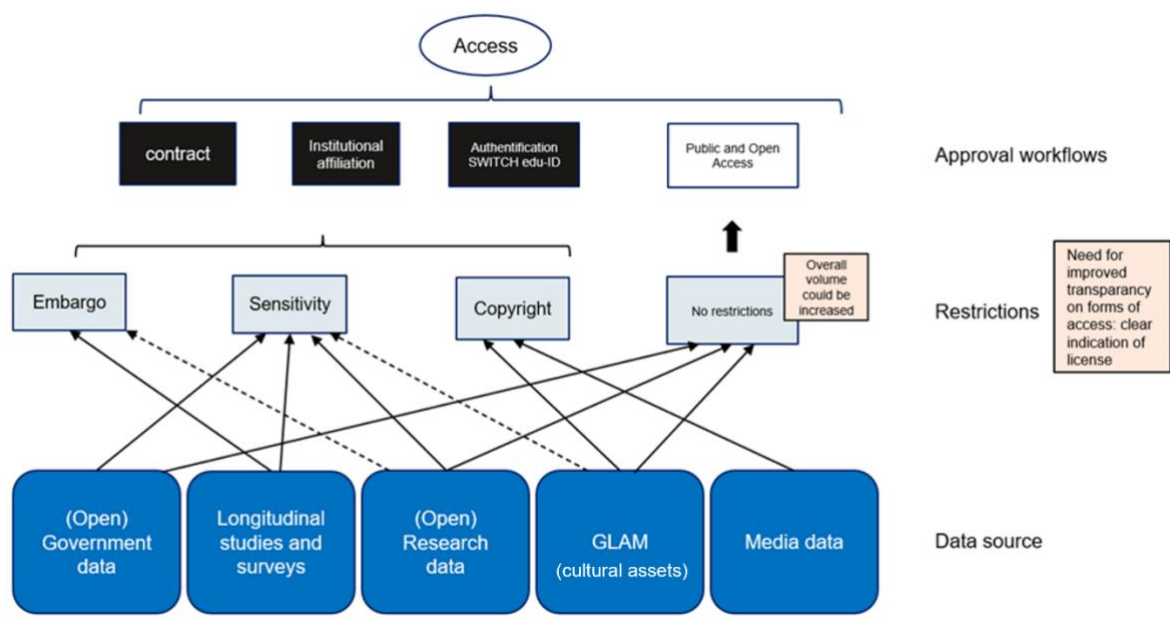 Access
contract
Institutional
affiliation
Authentification
SWITCH edu-ID
Public and Open
Access
Approval workflows
Embargo
Sensitivity
Copyright
No restrictions
Overall
volume
could be
increased
Restrictions
Need for
improved
transparancy
on forms of
access: clear
indication of
license
(Open)
Government
data
Longitudinal
studies and
surveys
(Open)
Research
data
GLAM
(cultural assets)
Media data
Data source